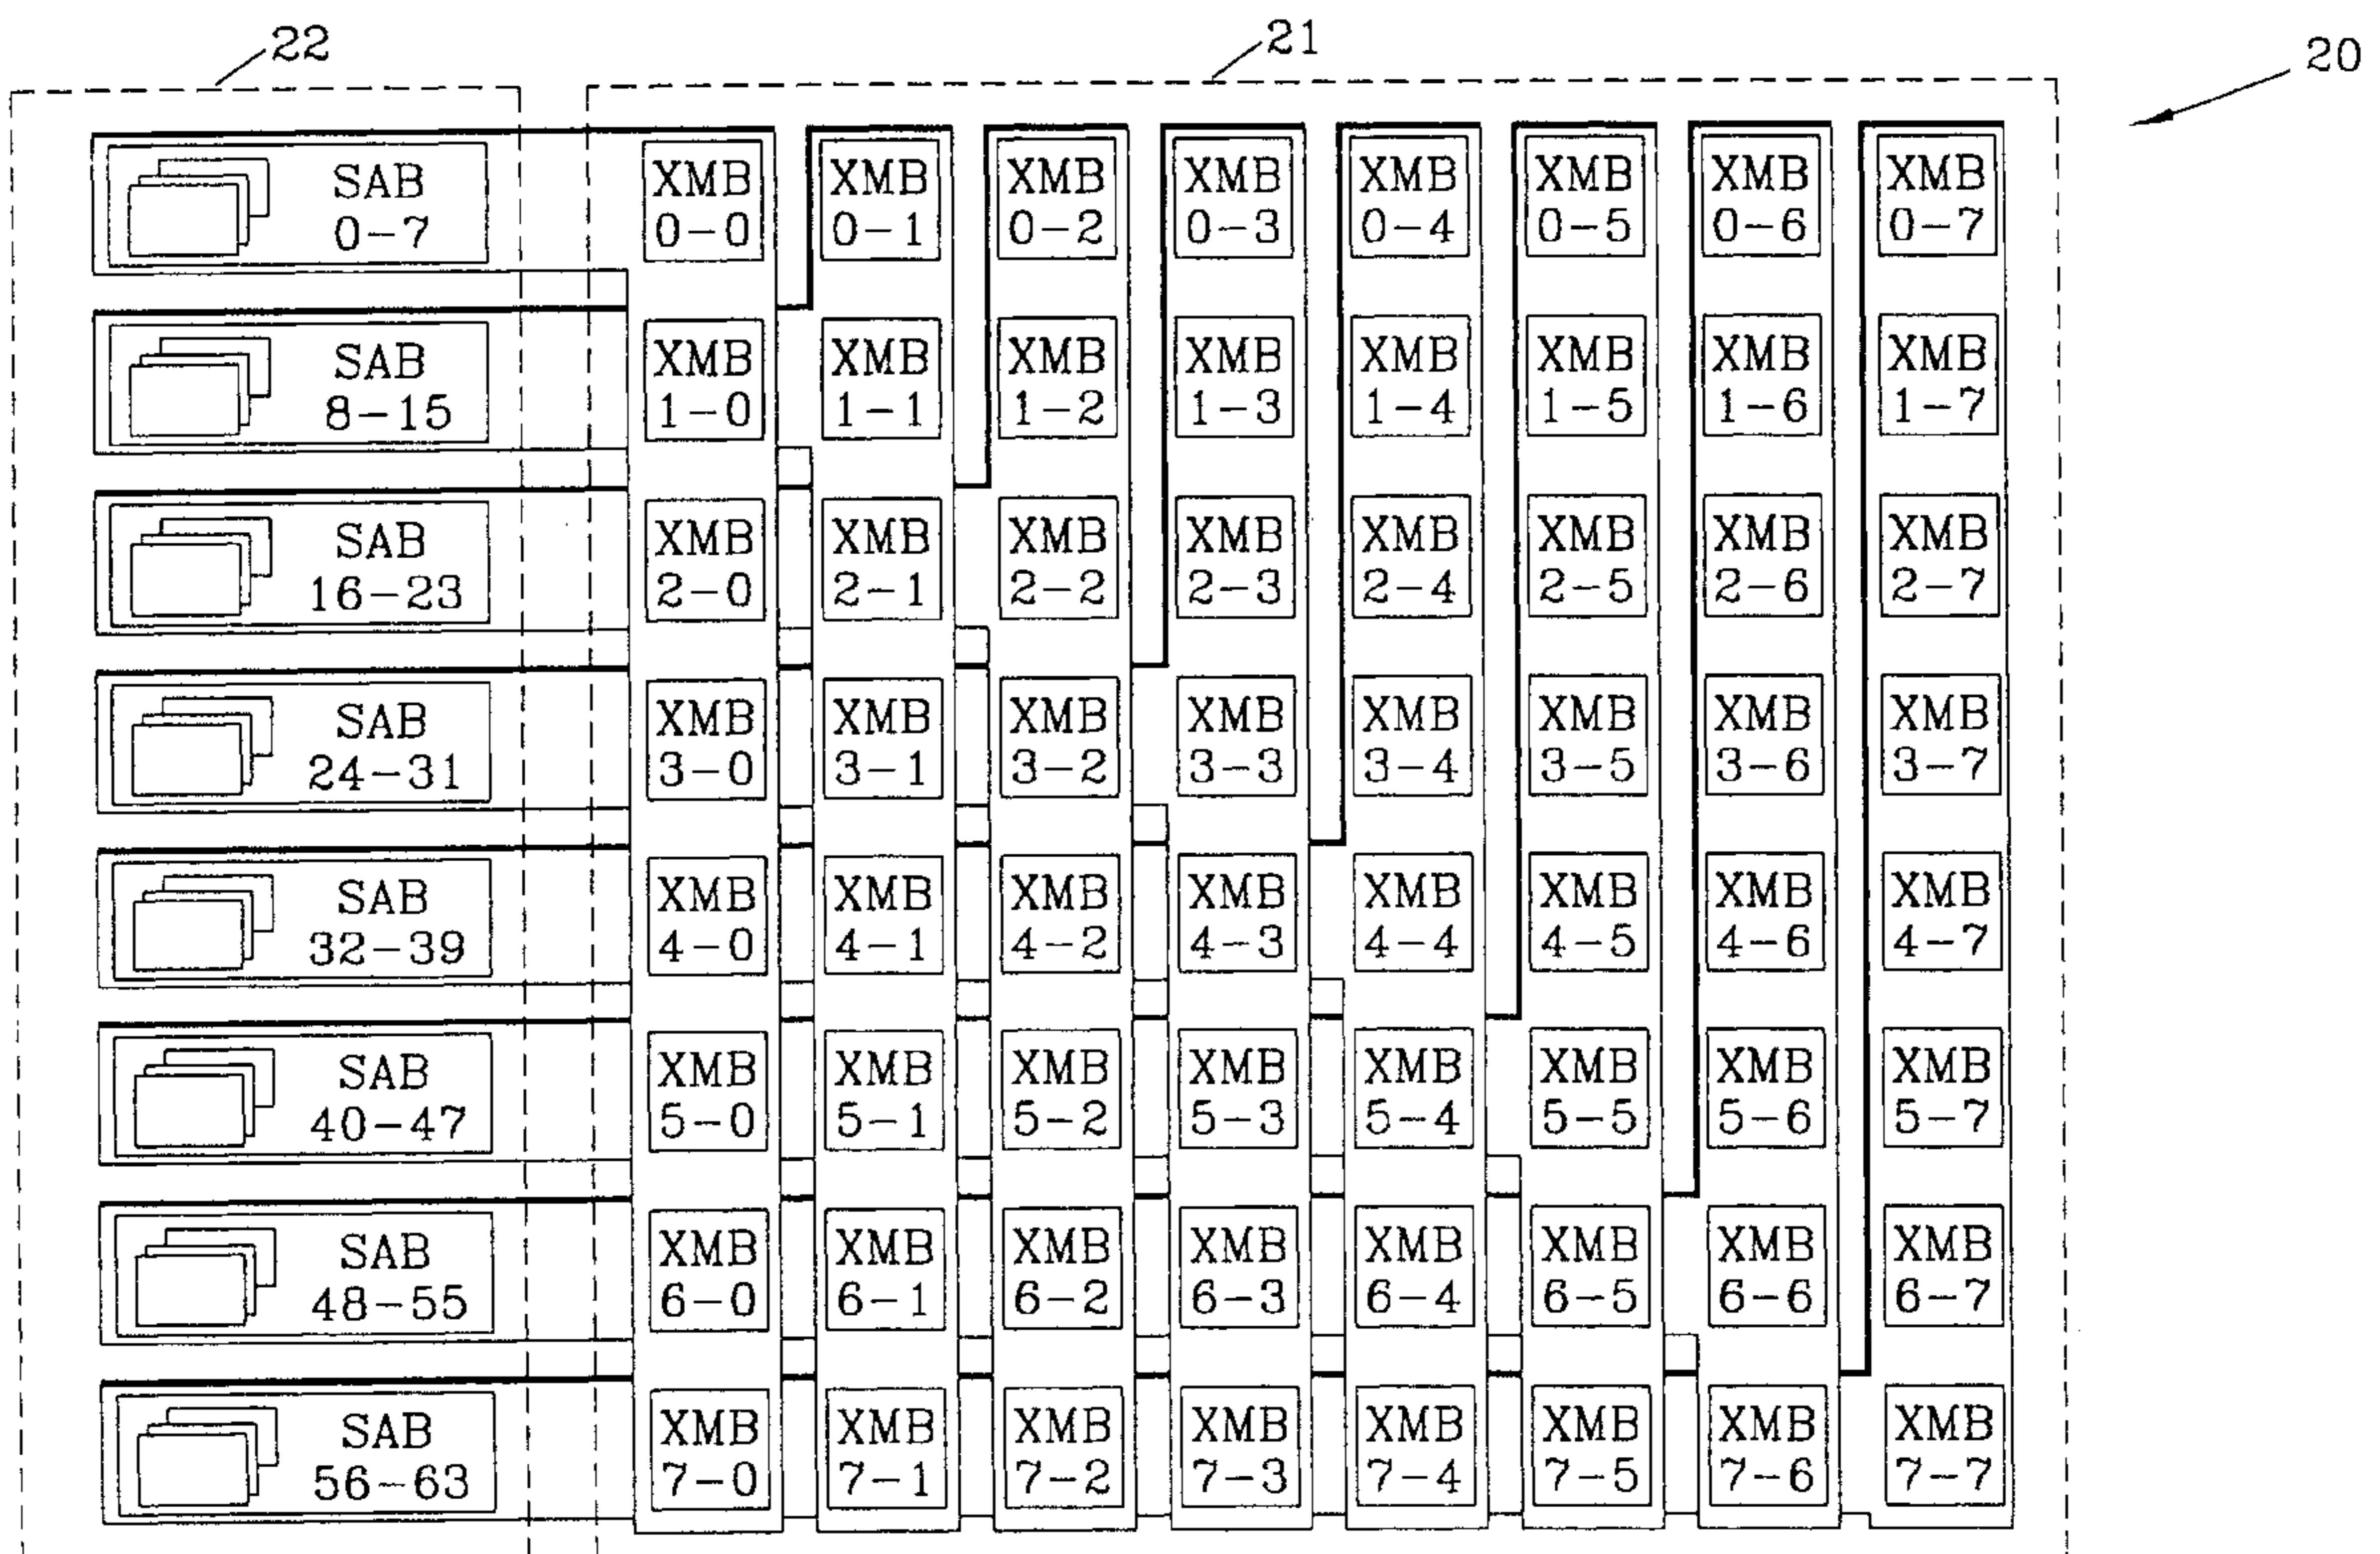 22
21
20
SAB
0-7
XMB
0-0
XMB
0-1
XMB
0-2
XMB
0-3
XMB
0-4
XMB
0-5
XMB
0-6
XMB
0-7
SAB
8-15
XMB
1-0
XMB
1-1
XMB
1-2
XMB
1-3
XMB
1-4
XMB
1-5
XMB
1-6
XMB
1-7
SAB
16-23
XMB
2-0
XMB
2-1
XMB
2-2
XMB
2-3
XMB
2-4
XMB
2-5
XMB
2-6
XMB
2-7
SAB
24-31
XMB
3-0
XMB
3-1
XMB
3-2
XMB
3-3
XMB
3-4
XMB
3-5
XMB
3-6
XMB
3-7
SAB
32-39
XMB
4-0
XMB
4-1
XMB
4-2
XMB
4-3
XMB
4-4
XMB
4-5
XMB
4-6
XMB
4-7
SAB
40-47
XMB
5-0
XMB
5-1
XMB
5-2
XMB
5-3
XMB
5-4
XMB
5-5
XMB
5-6
XMB
5-7
SAB
48-55
XMB
6-0
XMB
6-1
XMB
6-2
XMB
6-3
XMB
6-4
XMB
6-5
XMB
6-6
XMB
6-7
SAB
56-63
XMB
7-0
XMB
7-1
XMB
7-2
XMB
7-3
XMB
7-4
XMB
7-5
XMB
7-6
XMB
7-7